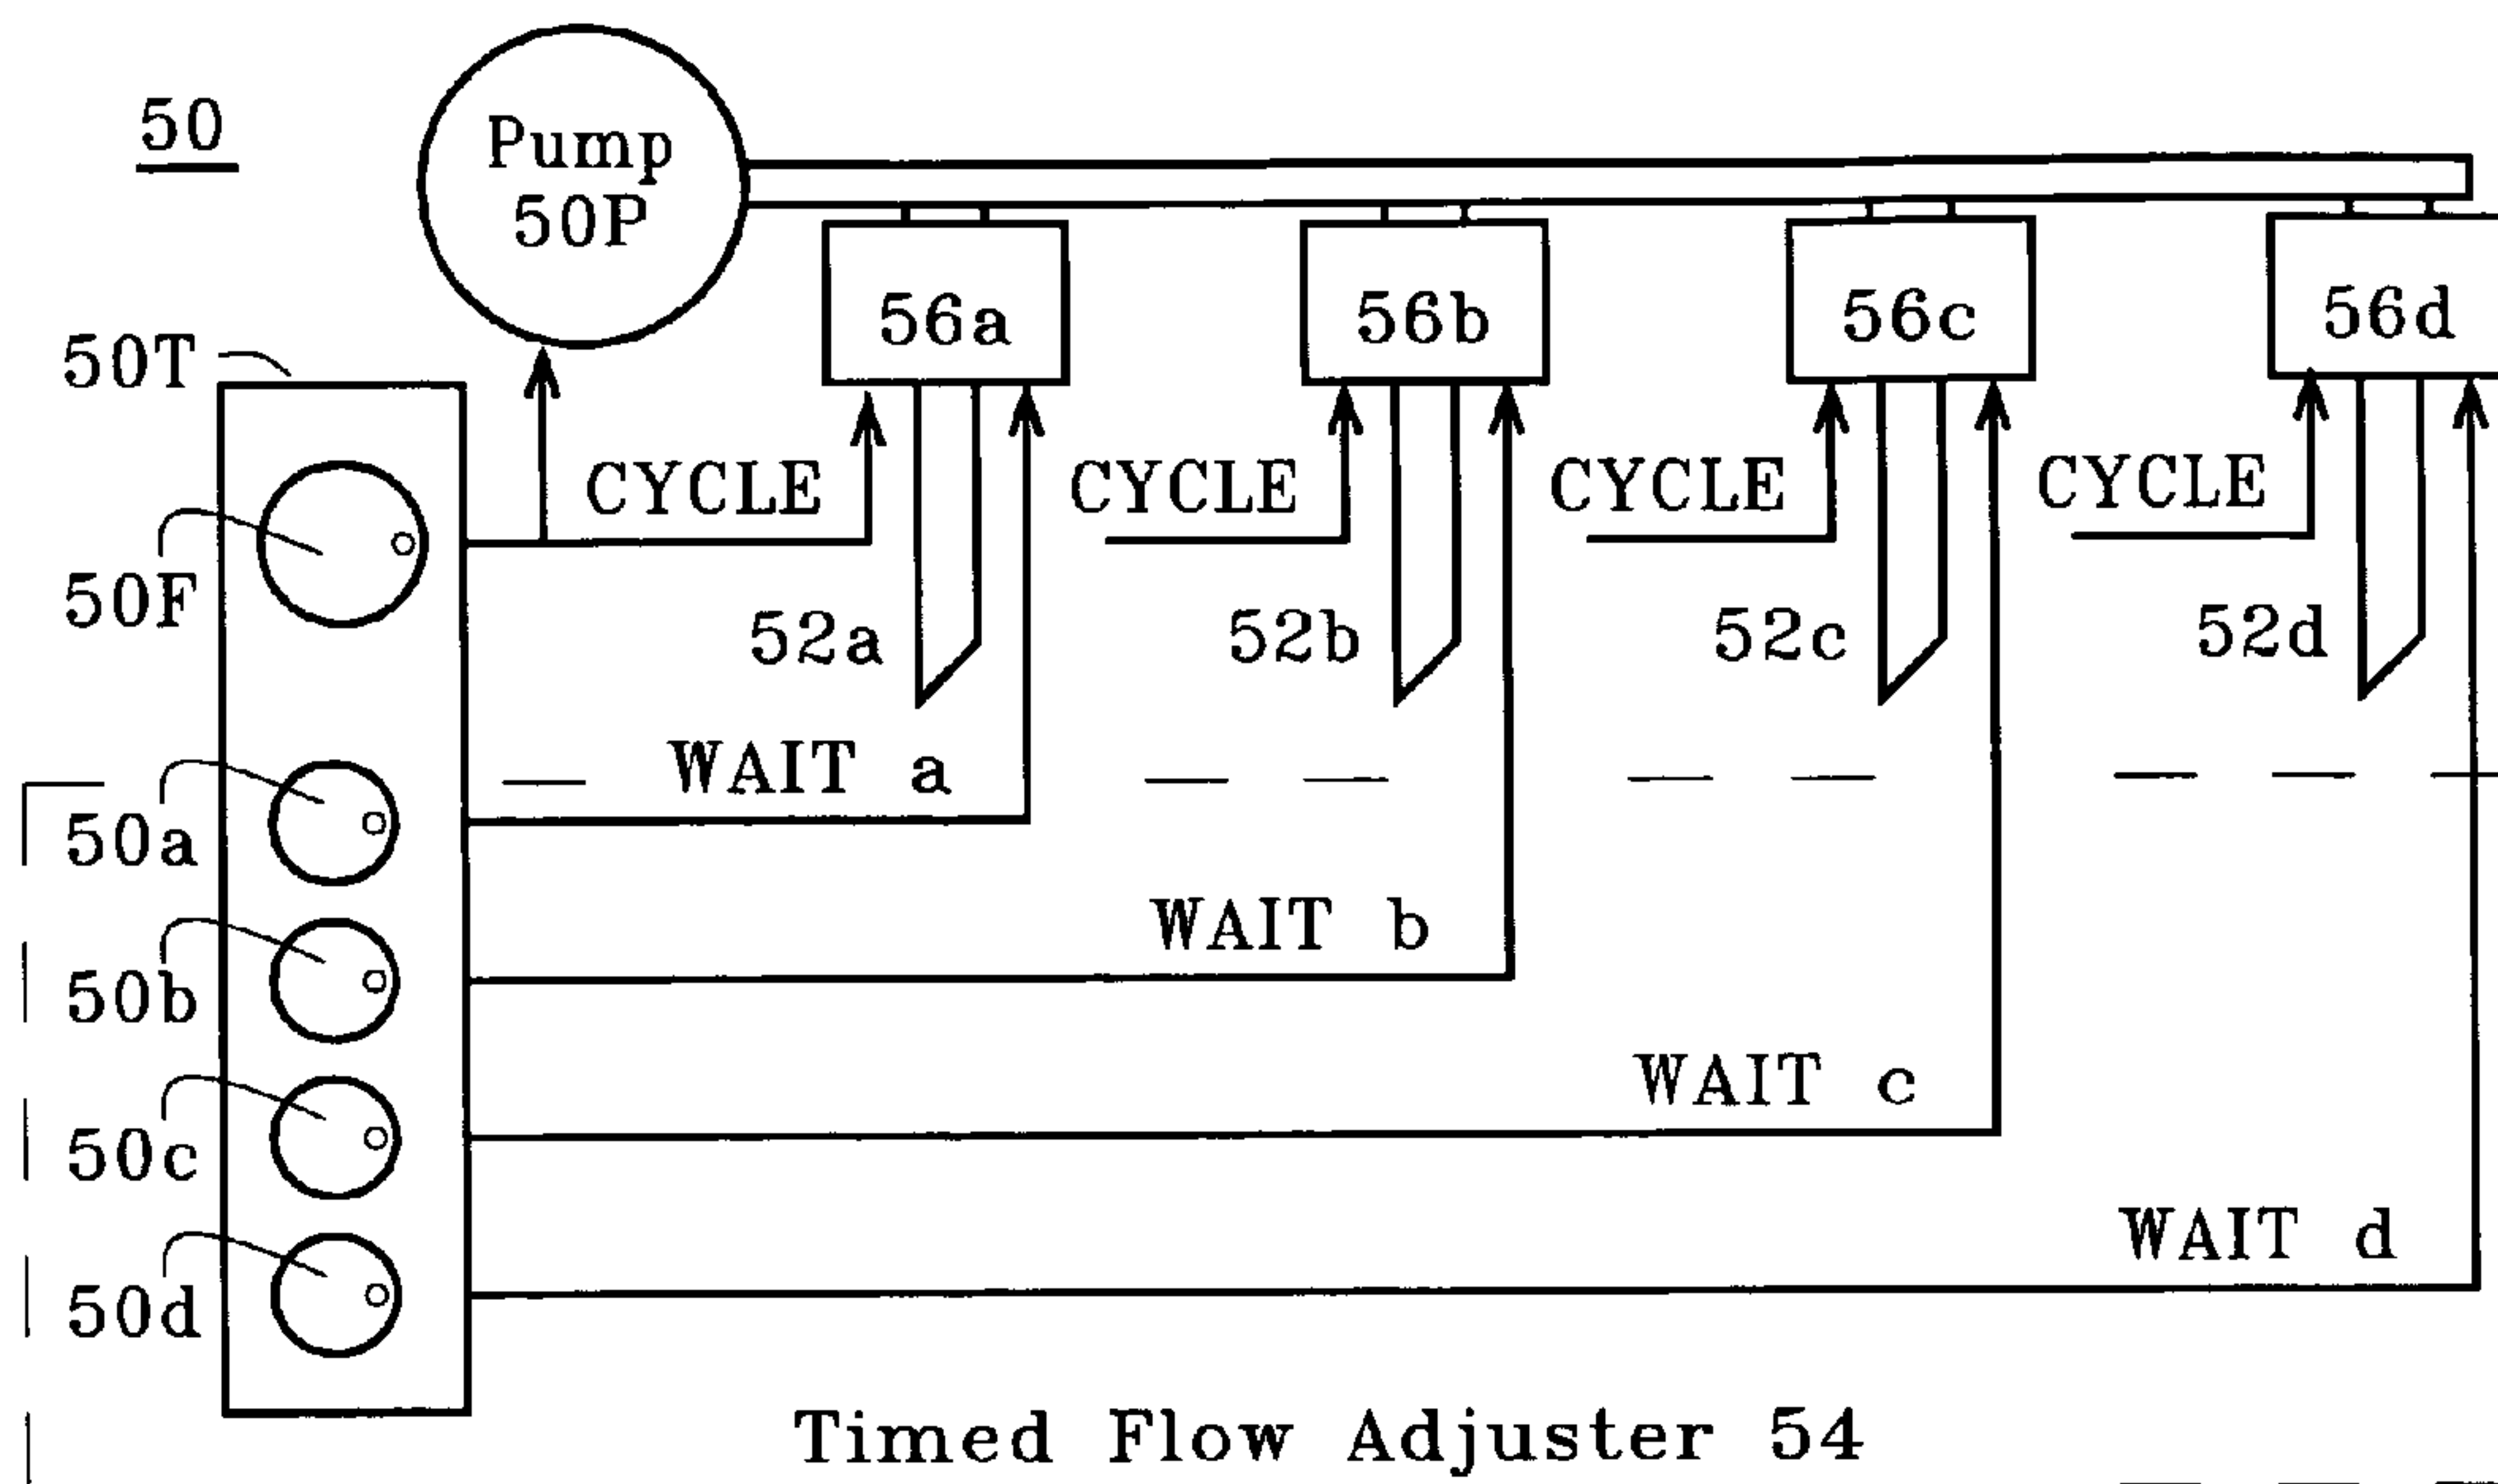 50
Pump
50P
50T
56a
56b
56c
56d
CYCLE
CYCLE
CYCLE
CYCLE
50F
52a
52b
52c
52d
WAIT a
50a
WAIT b
50b
WAIT c
50c
WAIT d
50d
Timed Flow Adjuster 54